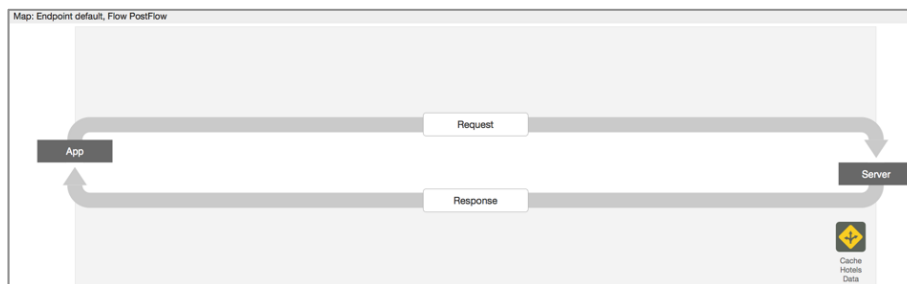 Map: Endpoint default, Flow PostFlow
Request
App
Server
Response
Cache
Hotels
Data